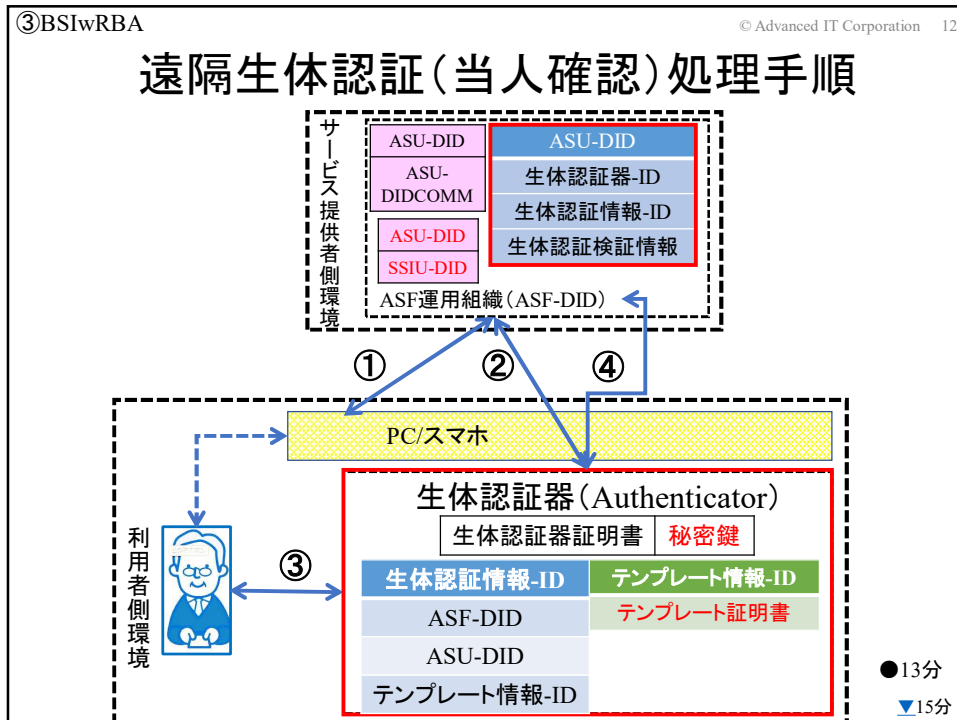 ③BSIwRBA
© Advanced IT Corporation 12
遠隔生体認証(当人確認)処理手順
サービス提供者側環境
ASU-DID
ASU-
DIDCOMM
ASU-DID
SSIU-DID
ASU-DID
生体認証器-ID
生体認証情報-ID
生体認証検証情報
ASF運用組織(ASF-DID)
①
②
④
PC/スマホ
生体認証器(Authenticator)
生体認証器証明書
秘密鍵
利用者側環境
③
生体認証情報-ID
ASF-DID
ASU-DID
テンプレート情報-ID
テンプレート情報-ID
テンプレート証明書
●13分
▼15分